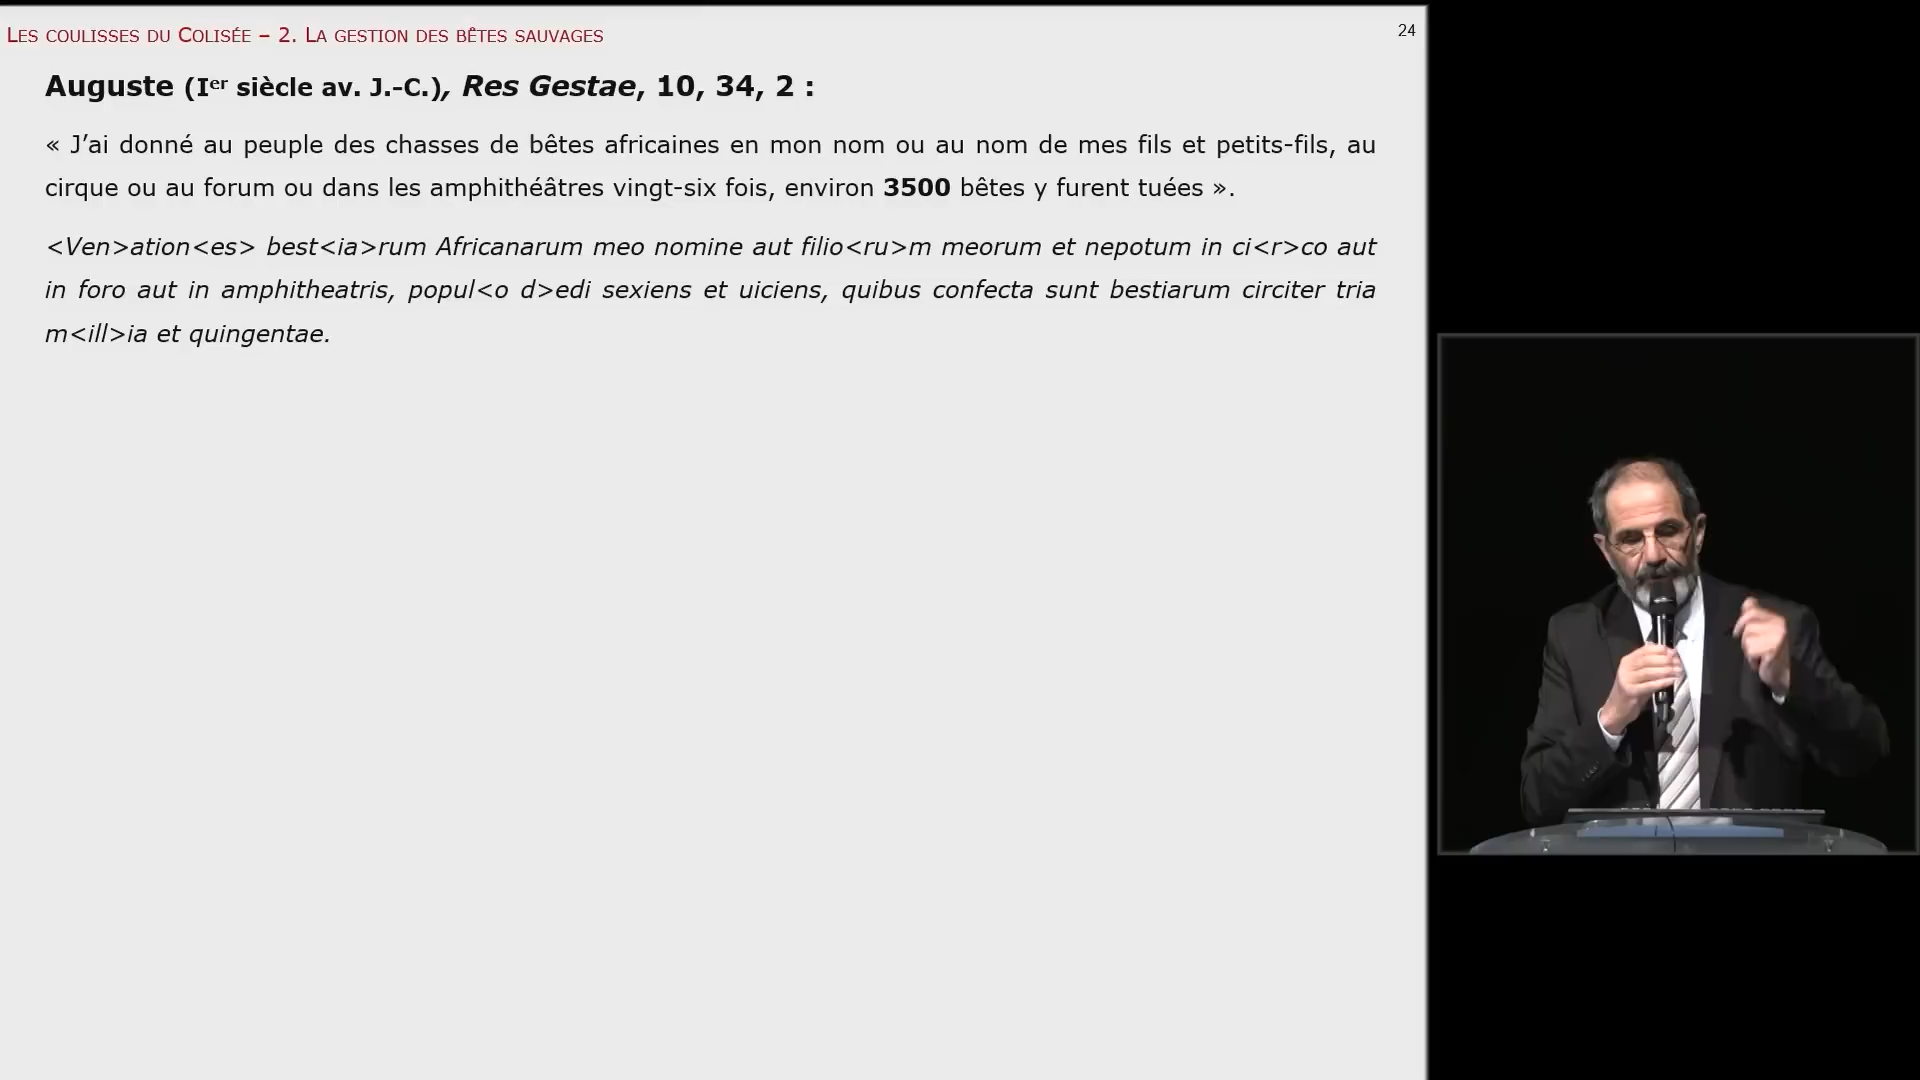 Les coulisses du Colisée – 2. La gestion des bêtes sauvages
24
Auguste (Ier siècle av. J.-C.), Res Gestae, 10, 34, 2 :
« J’ai donné au peuple des chasses de bêtes africaines en mon nom ou au nom de mes fils et petits-fils, au
cirque ou au forum ou dans les amphithéâtres vingt-six fois, environ 3500 bêtes y furent tuées ».
<Ven>ation<es> best<ia>rum Africanarum meo nomine aut filio<ru>m meorum et nepotum in ci<r>co aut
in foro aut in amphitheatris, popul<o d>edi sexiens et uiciens, quibus confecta sunt bestiarum circiter tria
m<ill>ia et quingentae.